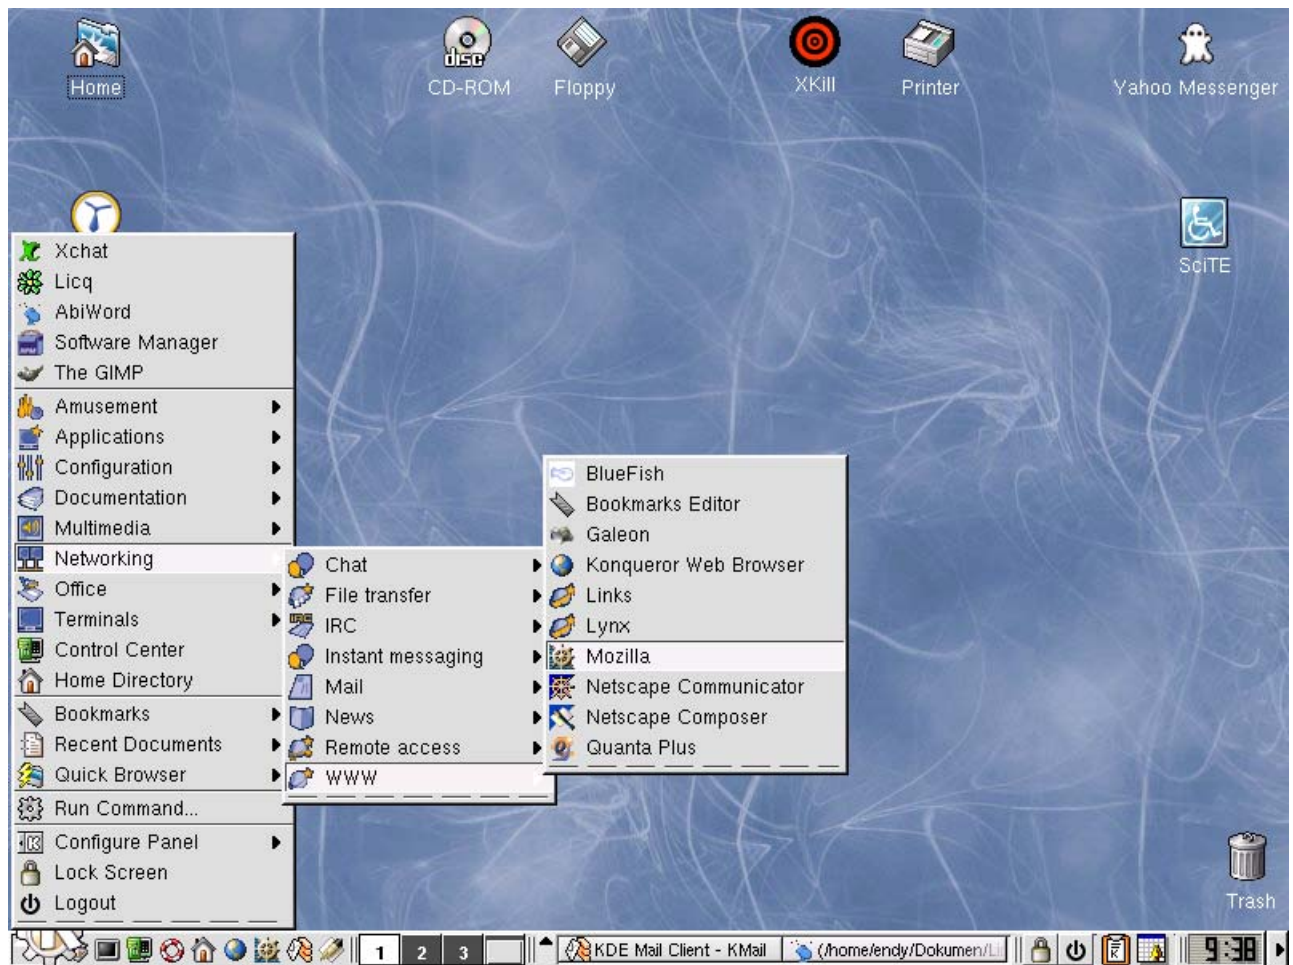 Home
disc
CD-ROM
Floppy
XKill
Printer
Yahoo Messenger
SciTE
Xchat
Licq
AbiWord
Software Manager
The GIMP
Amusement
Applications
Configuration
Documentation
Multimedia
Networking
Office
Terminals
Control Center
Home Directory
Bookmarks
Recent Documents
Quick Browser
Run Command...
Configure Panel
Lock Screen
Logout
Chat
File transfer
IRC
Instant messaging
Mail
News
Remote access
WWW
BlueFish
Bookmarks Editor
Galeon
Konqueror Web Browser
Links
Lynx
Mozilla
Netscape Communicator
Netscape Composer
Quanta Plus
Trash
1 2 3
KDE Mail Client - KMail
(/home/endy/Dokumen/Li
9:38